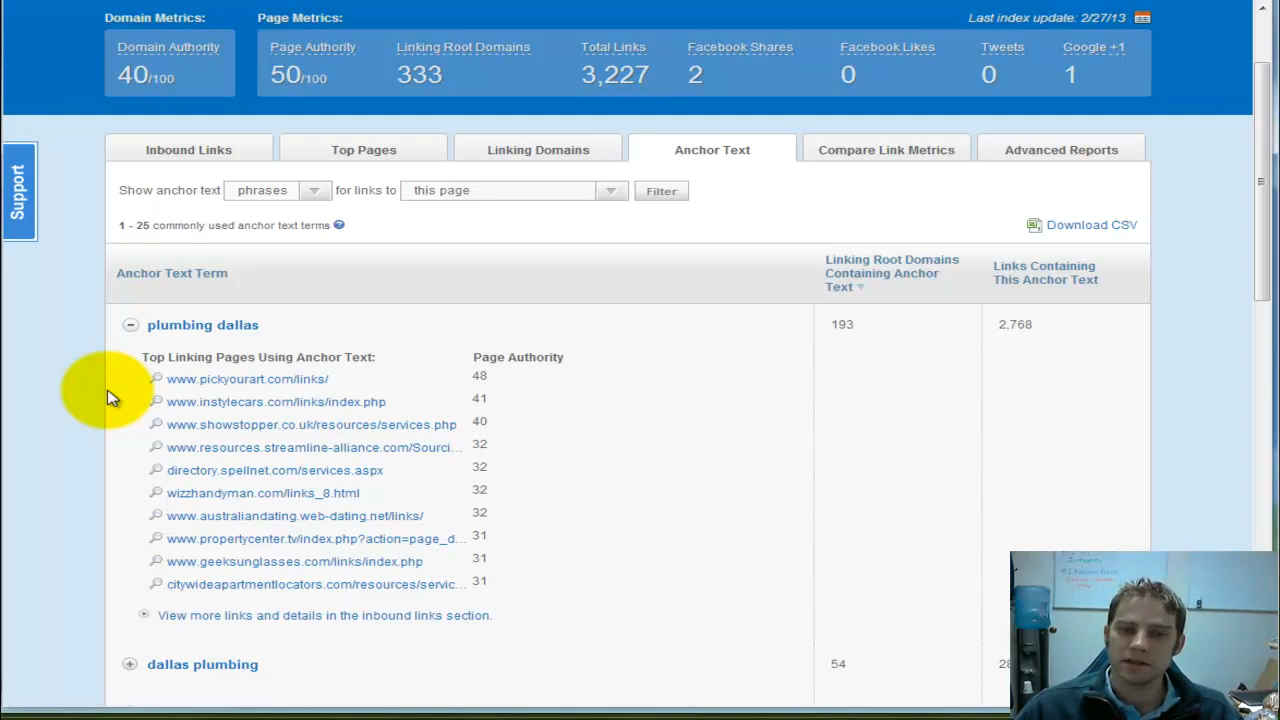 Domain Metrics: Page Metrics: Last index update: 2/27/13
Domain Authority Page Authority Linking Root Domains Total Links Facebook Shares Facebook Likes Tweets Google +1
40/100 50/100 333 3,227 2 0 0 1
Support
Inbound Links Top Pages Linking Domains Anchor Text Compare Link Metrics Advanced Reports
Show anchor text phrases for links to this page Filter
1 - 25 commonly used anchor text terms ? Download CSV
Anchor Text Term
Linking Root Domains
Containing Anchor
Text
Links Containing
This Anchor Text
plumbing dallas 193 2,768
Top Linking Pages Using Anchor Text: Page Authority
www.pickyourart.com/links/ 48
www.instylecars.com/links/index.php 41
www.showstopper.co.uk/resources/services.php 40
www.resources.streamline-alliance.com/Sourci... 32
directory.spellnet.com/services.aspx 32
wizzhandyman.com/links_8.html 32
www.australiandating.web-dating.net/links/ 32
www.propertycenter.tv/index.php?action=page_d... 31
www.geeksunglasses.com/links/index.php 31
citywideapartmentlocators.com/resources/servic... 31
View more links and details in the inbound links section.
dallas plumbing 54
Integrity